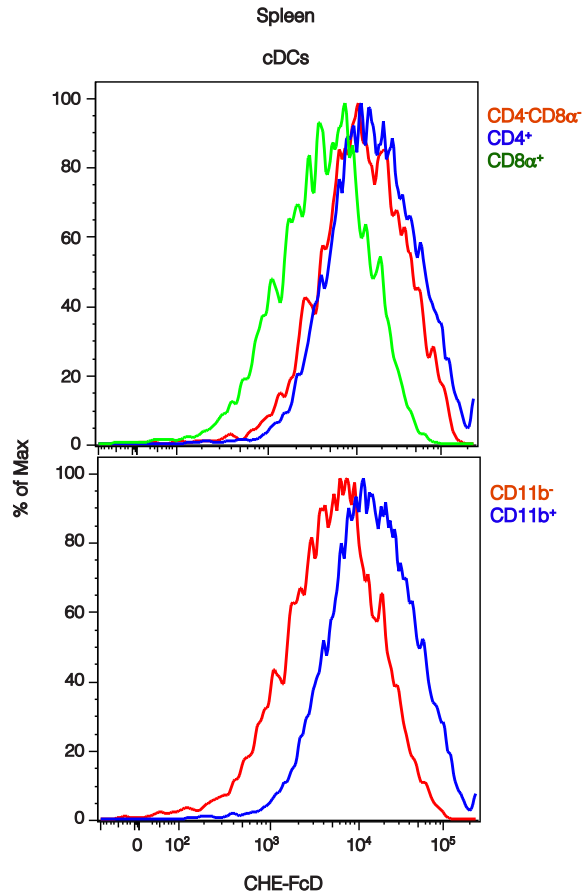 Spleen
cDCs
100
80
60
40
20
0
CD4⁻CD8α⁻
CD4⁺
CD8α⁺
% of Max
100
80
60
40
20
0
CD11b⁻
CD11b⁺
0 10² 10³ 10⁴ 10⁵
CHE-FcD